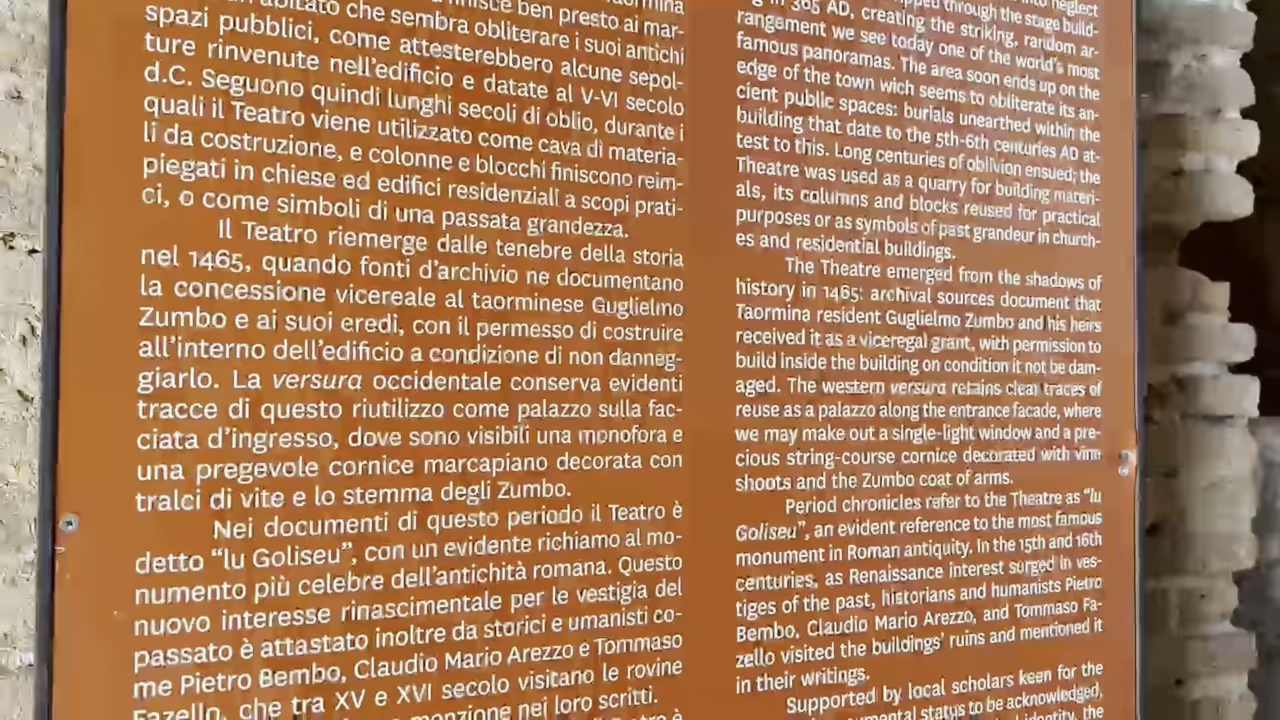 abitato che sembra obliterare i suoi antichi
spazi pubblici, come attesterebbero alcune sepol-
ture rinvenute nell'edificio e datate al V-VI secolo
d.C. Seguono quindi lunghi secoli di oblio, durante i
quali il Teatro viene utilizzato come cava di materia-
li da costruzione, e colonne e blocchi finiscono reim-
piegati in chiese ed edifici residenziali a scopi prati-
ci, o come simboli di una passata grandezza.
Il Teatro riemerge dalle tenebre della storia
nel 1465, quando fonti d'archivio ne documentano
la concessione vicereale al taorminese Guglielmo
Zumbo e ai suoi eredi, con il permesso di costruire
all'interno dell'edificio a condizione di non danneg-
giarlo. La versura occidentale conserva evidenti
tracce di questo riutilizzo come palazzo sulla fac-
ciata d'ingresso, dove sono visibili una monofora e
una pregevole cornice marcapiano decorata con
tralci di vite e lo stemma degli Zumbo.
Nei documenti di questo periodo il Teatro è
detto "lu Goliseu", con un evidente richiamo al mo-
numento più celebre dell'antichità romana. Questo
nuovo interesse rinascimentale per le vestigia del
passato è attastato inoltre da storici e umanisti co-
me Pietro Bembo, Claudio Mario Arezzo e Tommaso
Fazello, che tra XV e XVI secolo visitano le rovine
menzione nei loro scritti.
through the stage build-
in 365 AD, creating the striking, random ar-
rangement we see today one of the world's most
famous panoramas. The area soon ends up on the
edge of the town wich seems to obliterate its an-
cient public spaces: burials unearthed within the
building that date to the 5th-6th centuries AD at-
test to this. Long centuries of oblivion ensued; the
Theatre was used as a quarry for building materi-
als, its columns and blocks reused for practical
purposes or as symbols of past grandeur in church-
es and residential buildings.
The Theatre emerged from the shadows of
history in 1465: archival sources document that
Taormina resident Guglielmo Zumbo and his heirs
received it as a viceregal grant, with permission to
build inside the building on condition it not be dam-
aged. The western versura retains clear traces of
reuse as a palazzo along the entrance facade, where
we may make out a single-light window and a pre-
cious string-course cornice decorated with vine
shoots and the Zumbo coat of arms.
Period chronicles refer to the Theatre as "lu
Goliseu", an evident reference to the most famous
monument in Roman antiquity. In the 15th and 16th
centuries, as Renaissance interest surged in ves-
tiges of the past, historians and humanists Pietro
Bembo, Claudio Mario Arezzo, and Tommaso Fa-
zello visited the buildings' ruins and mentioned it
in their writings.
Supported by local scholars keen for the
status to be acknowledged,
identity, the